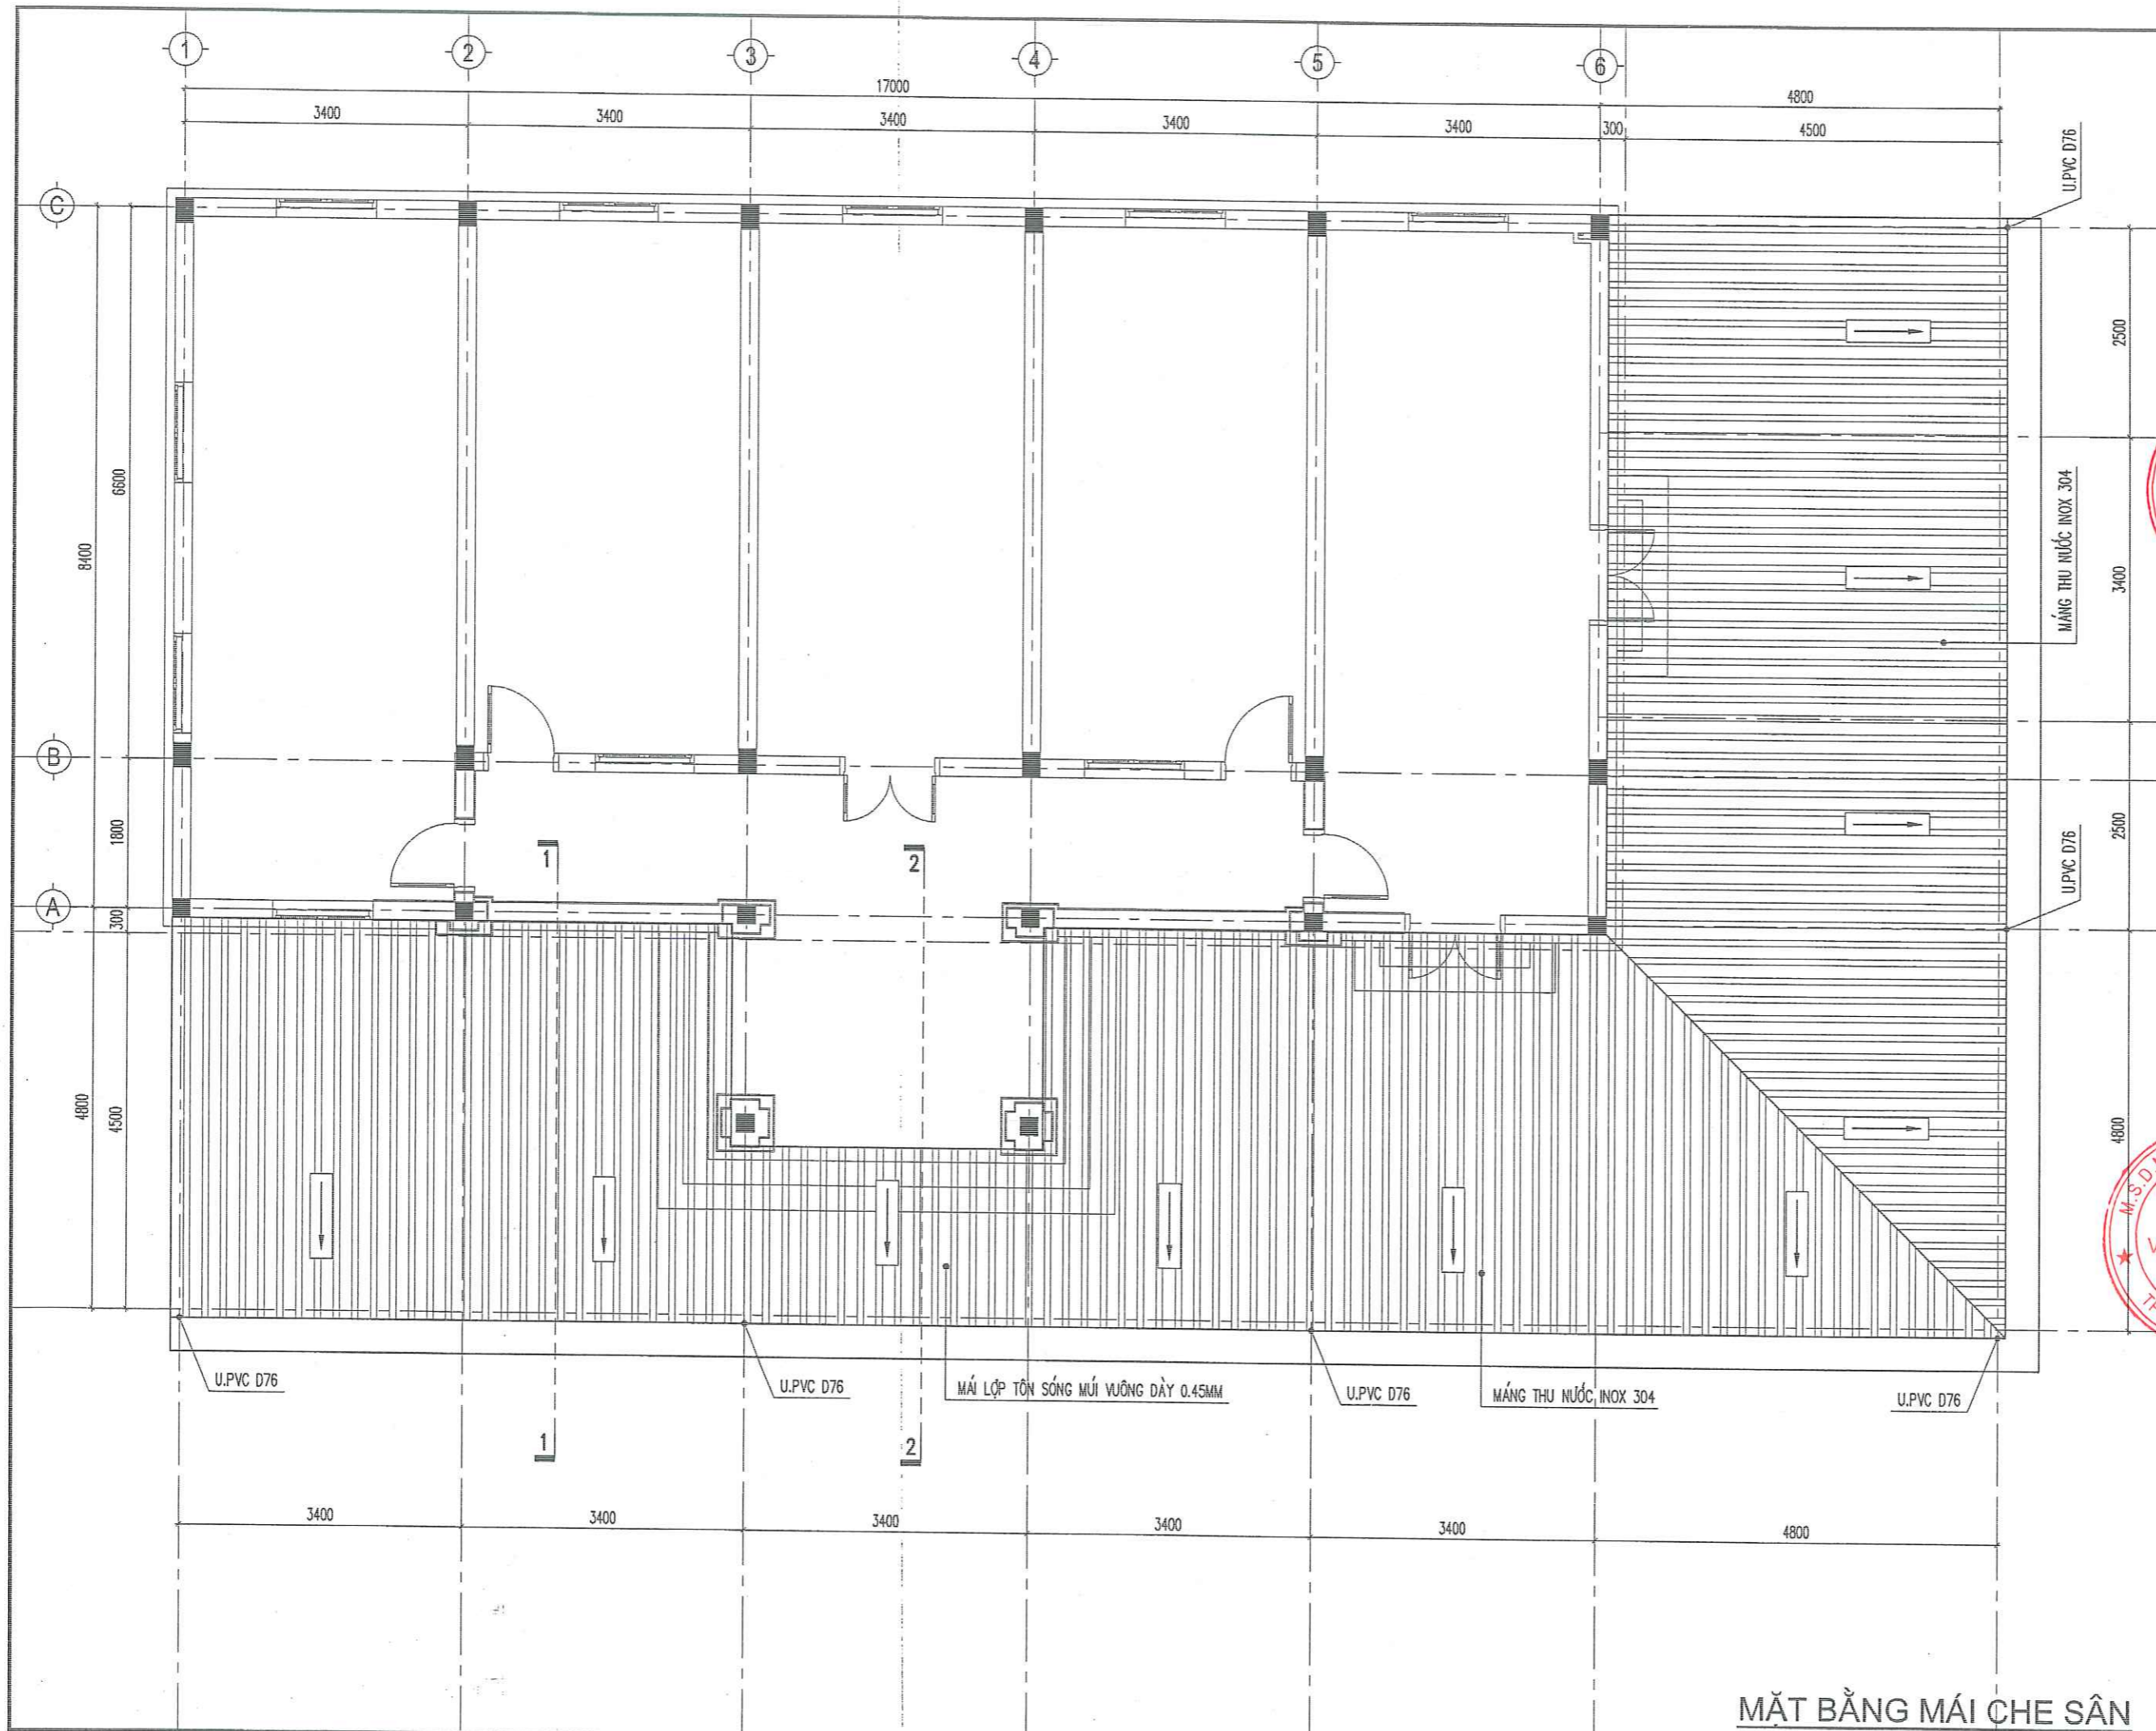 1 2 3 4 5 6
17000 4800
3400 3400 3400 3400 3400 300 4500
U.PVC D76
C
2500
6600
8400
MÁNG THU NƯỚC INOX 304
3400
B
1800
2500
U.PVC D76
1 2
A
300
4800
4500
4800
M.S.D
U.PVC D76 U.PVC D76 MÁI LỢP TÔN SÓNG MÚI VUÔNG DÀY 0.45MM U.PVC D76 MÁNG THU NƯỚC INOX 304 U.PVC D76
1 2
3400 3400 3400 3400 3400 4800
MẶT BẰNG MÁI CHE SÂN